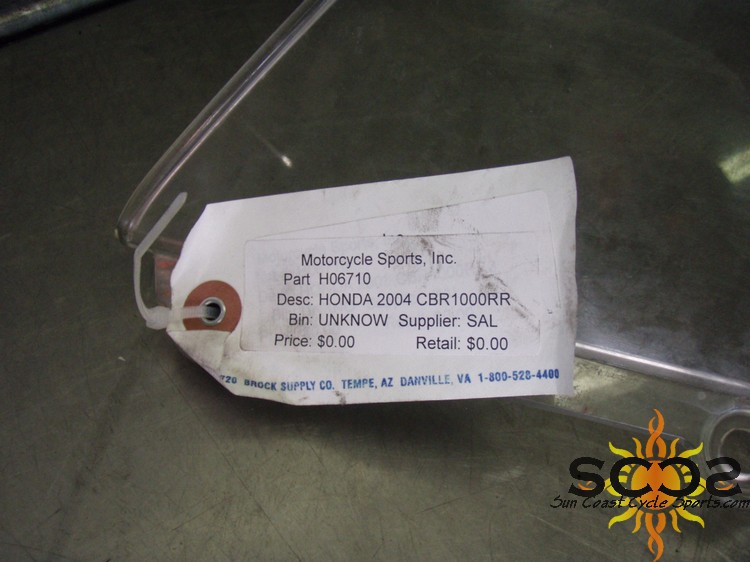 Motorcycle Sports, Inc.
Part H06710
Desc: HONDA 2004 CBR1000RR
Bin: UNKNOW Supplier: SAL
Price: $0.00 Retail: $0.00
720 BROCK SUPPLY CO. TEMPE, AZ DANVILLE, VA 1-800-528-4400
SCCS
Sun Coast Cycle Sports.com